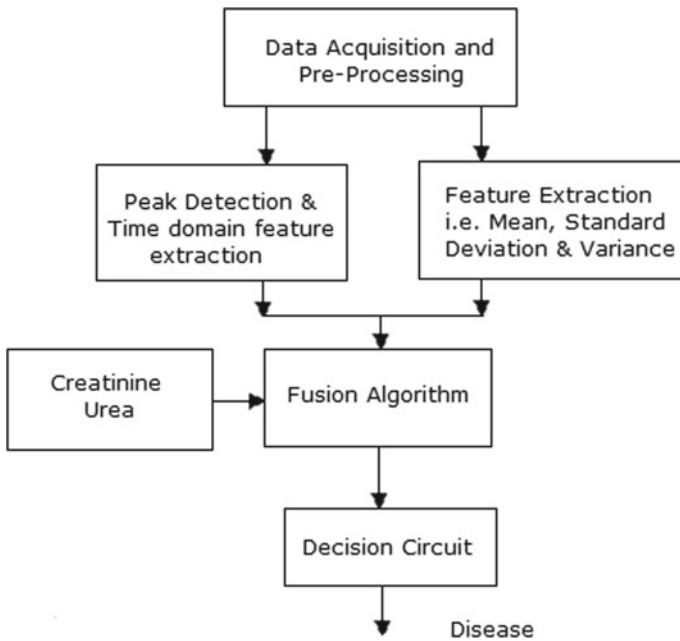 Data Acquisition and
Pre-Processing
Peak Detection &
Time domain feature
extraction
Feature Extraction
i.e. Mean, Standard
Deviation & Variance
Creatinine
Urea
Fusion Algorithm
Decision Circuit
Disease